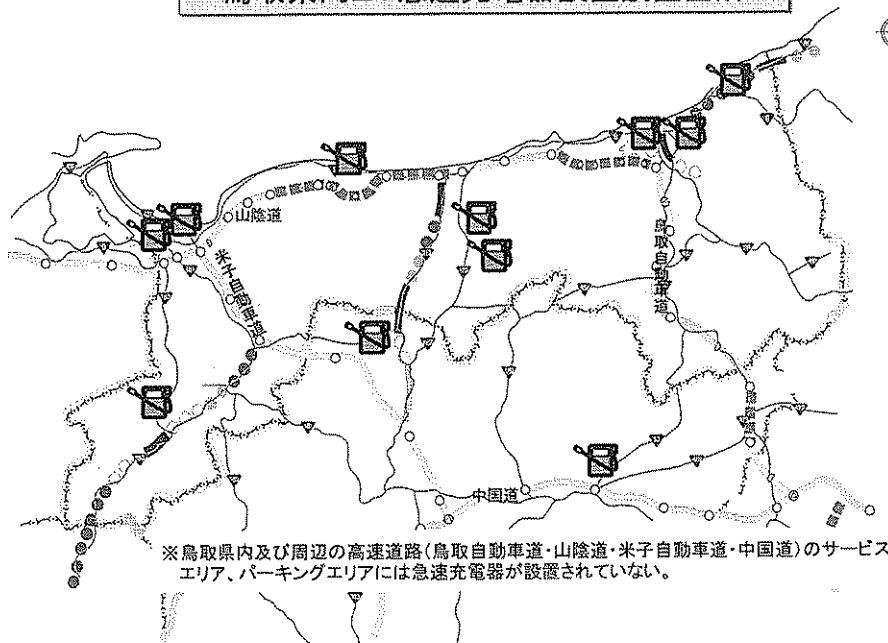 山陰道
米子自動車道
鳥取自動車道
中国道
※鳥取県内及び周辺の高速道路(鳥取自動車道・山陰道・米子自動車道・中国道)のサービス
エリア、パーキングエリアには急速充電器が設置されていない。